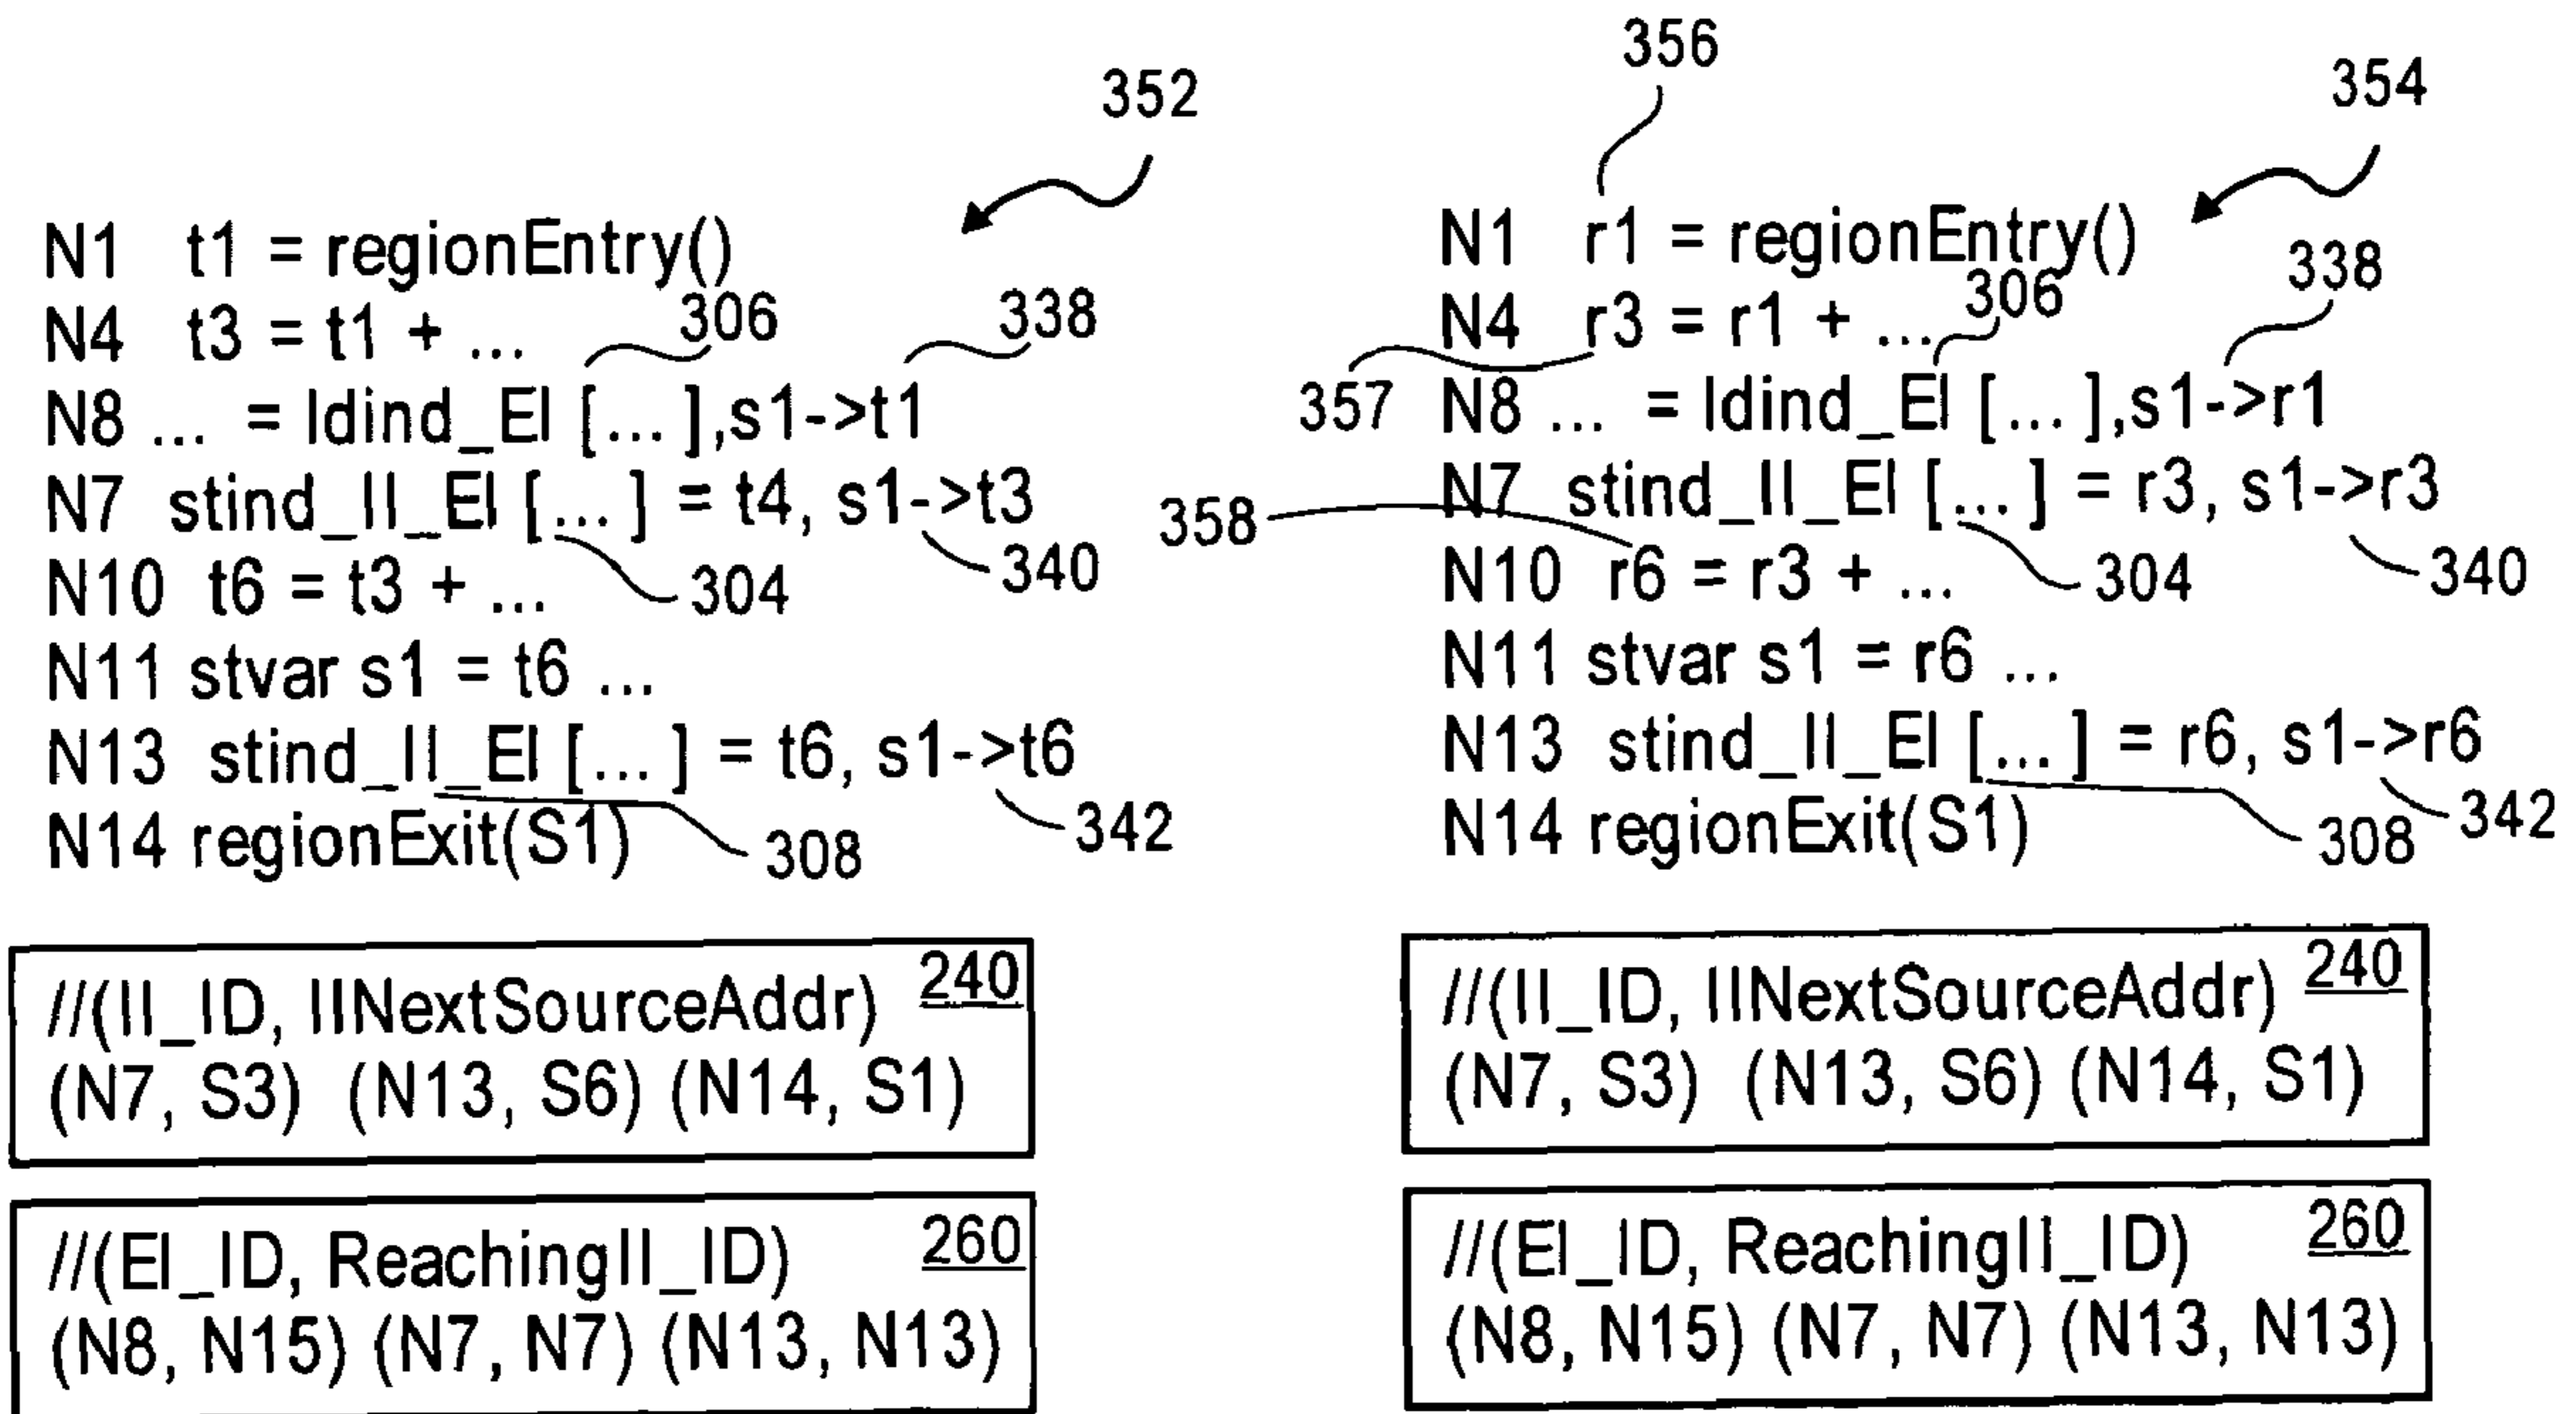 352
N1 t1 = regionEntry()
N4 t3 = t1 + ... 306 338
N8 ... = ldind_EI [...],s1->t1
N7 stind_II_EI [...] = t4, s1->t3
N10 t6 = t3 + ... 304 340
N11 stvar s1 = t6 ...
N13 stind_II_EI [...] = t6, s1->t6
N14 regionExit(S1) 308 342
//(II_ID, IINextSourceAddr) 240
(N7, S3) (N13, S6) (N14, S1)
//(EI_ID, ReachingII_ID) 260
(N8, N15) (N7, N7) (N13, N13)
356
354
N1 r1 = regionEntry()
N4 r3 = r1 + ... 306 338
357 N8 ... = ldind_EI [...],s1->r1
358 N7 stind_II_EI [...] = r3, s1->r3
N10 r6 = r3 + ... 304 340
N11 stvar s1 = r6 ...
N13 stind_II_EI [...] = r6, s1->r6
N14 regionExit(S1) 308 342
//(II_ID, IINextSourceAddr) 240
(N7, S3) (N13, S6) (N14, S1)
//(EI_ID, ReachingII_ID) 260
(N8, N15) (N7, N7) (N13, N13)